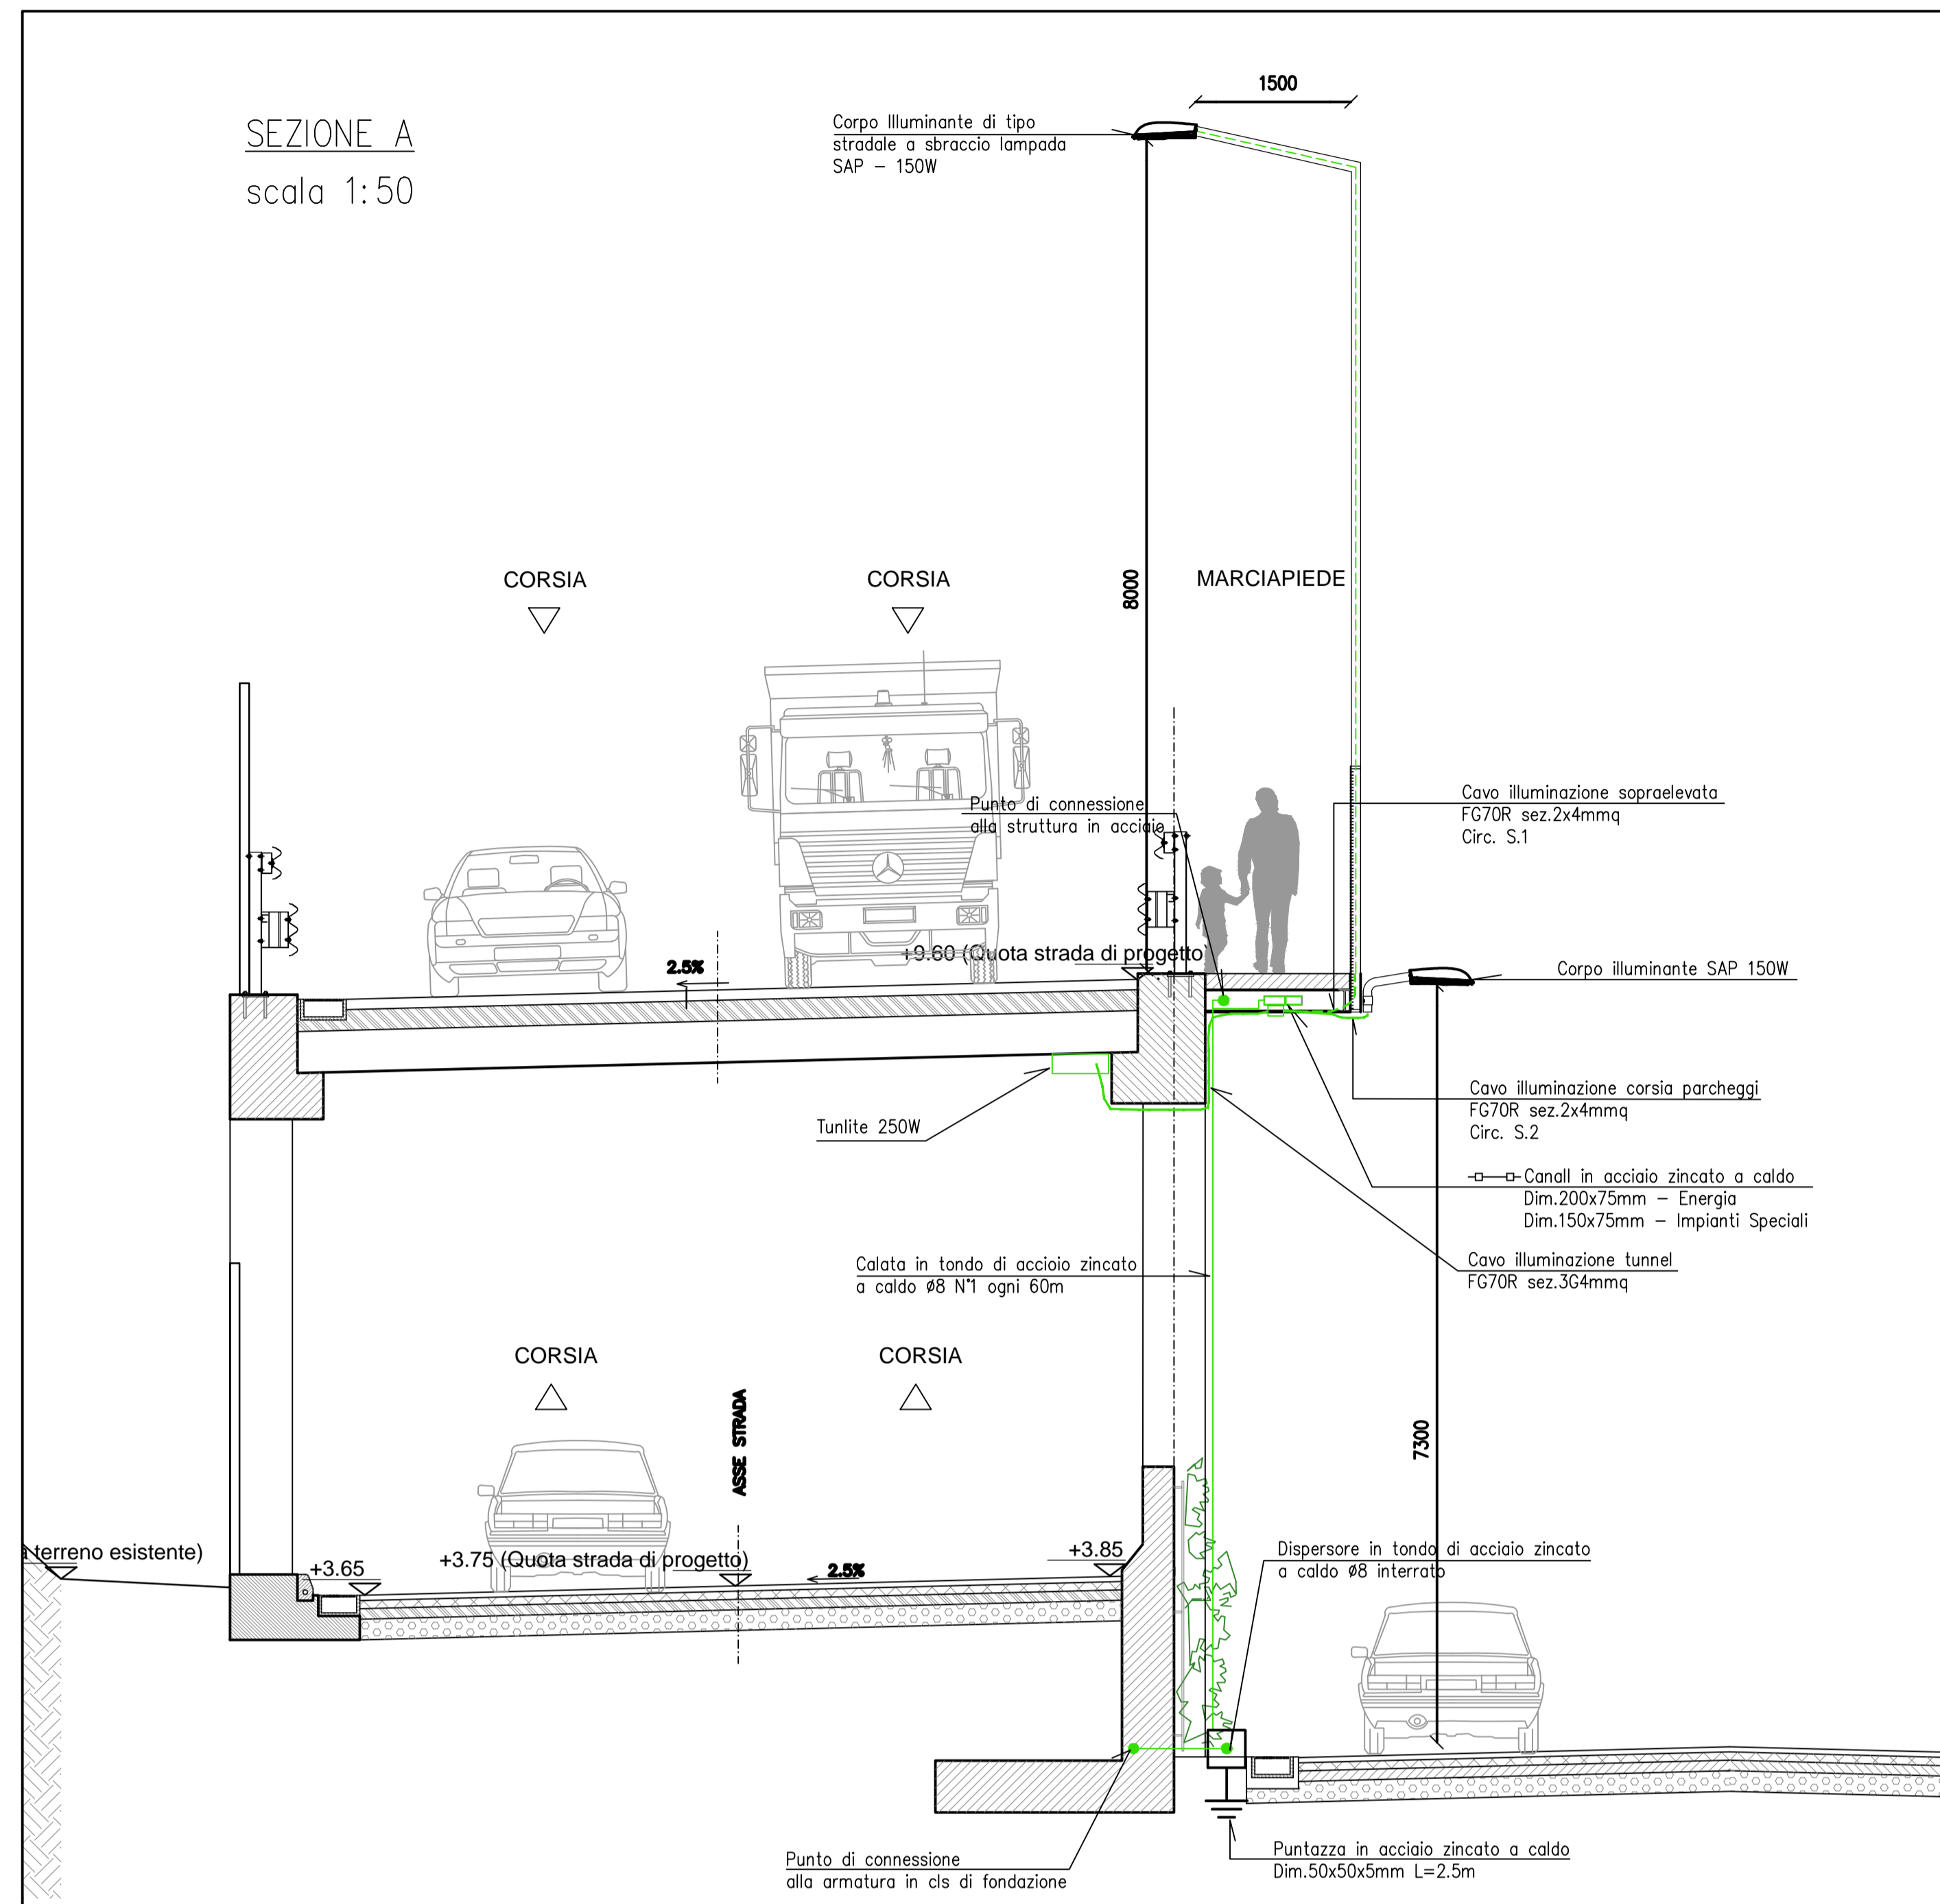 SEZIONE A
scala 1:50
1500
Corpo Illuminante di tipo
stradale a sbraccio lampada
SAP - 150W
8000
CORSIA
CORSIA
MARCIAPIEDE
Punto di connessione
alla struttura in acciaio
Cavo illuminazione sopraelevata
FG70R sez.2x4mmq
Circ. S.1
2.5%
+9.60 (Quota strada di progetto)
Corpo illuminante SAP 150W
Tunlite 250W
Cavo illuminazione corsia parcheggi
FG70R sez.2x4mmq
Circ. S.2
Canall in acciaio zincato a caldo
Dim.200x75mm - Energia
Dim.150x75mm - Impianti Speciali
Calata in tondo di accioio zincato
a caldo ø8 N°1 ogni 60m
Cavo illuminazione tunnel
FG70R sez.3G4mmq
CORSIA
CORSIA
ASSE STRADA
7300
terreno esistente)
+3.65
+3.75 (Quota strada di progetto)
2.5%
+3.85
Dispersore in tondo di acciaio zincato
a caldo ø8 interrato
Punto di connessione
alla armatura in cls di fondazione
Puntazza in acciaio zincato a caldo
Dim.50x50x5mm L=2.5m